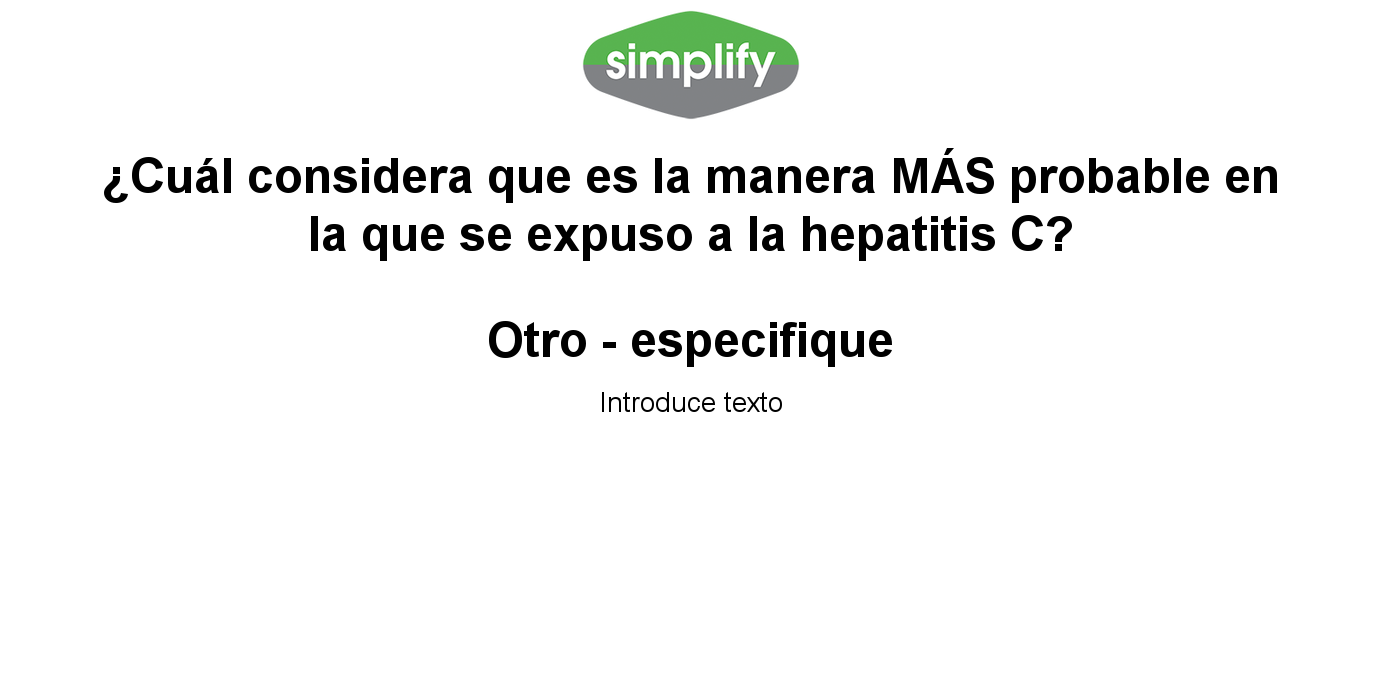 simplify
¿Cuál considera que es la manera MÁS probable en
la que se expuso a la hepatitis C?
Otro - especifique
Introduce texto